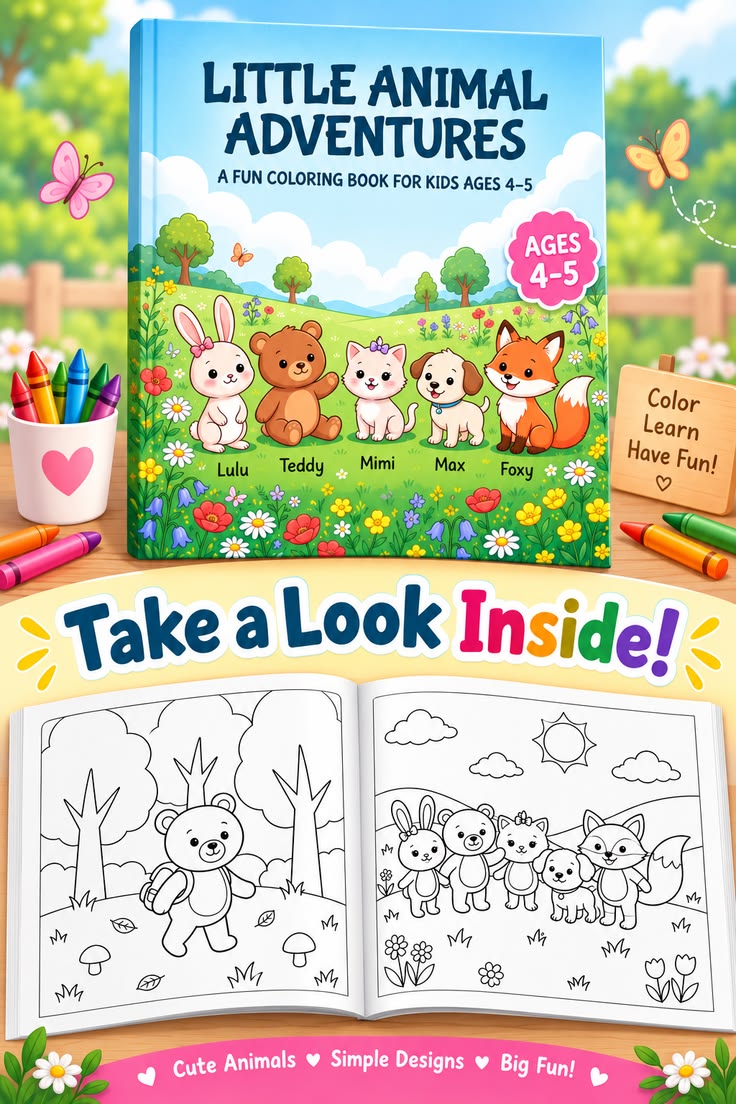 LITTLE ANIMAL
ADVENTURES
A FUN COLORING BOOK FOR KIDS AGES 4–5
AGES
4–5
Lulu Teddy Mimi Max Foxy
Color
Learn
Have Fun!
Take a Look Inside!
Cute Animals ♥ Simple Designs ♥ Big Fun!